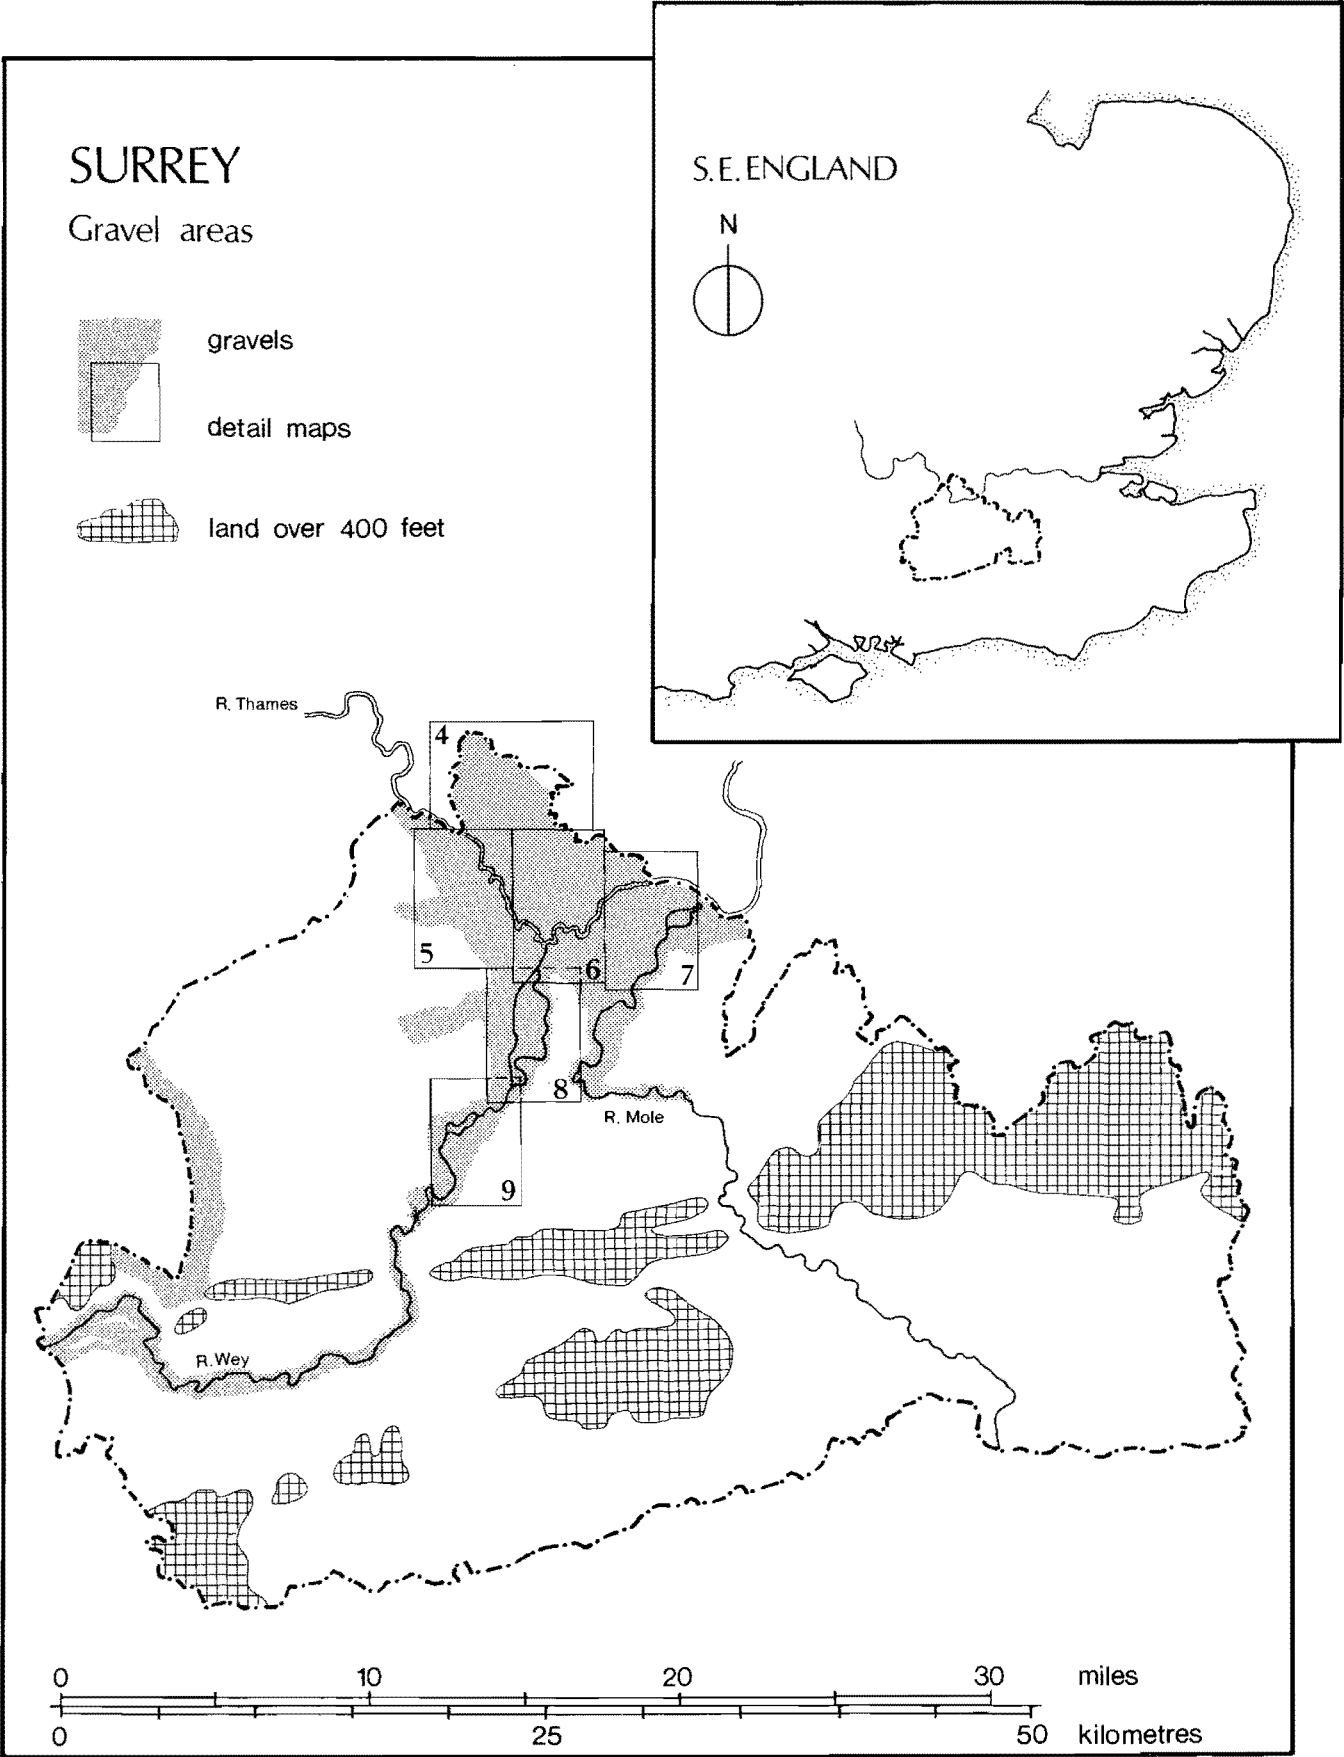 SURREY
Gravel areas
gravels
detail maps
land over 400 feet
S.E. ENGLAND
N
R. Thames
4
5
6
7
8
R. Mole
9
R. Wey
0 10 20 30 miles
0 25 50 kilometres